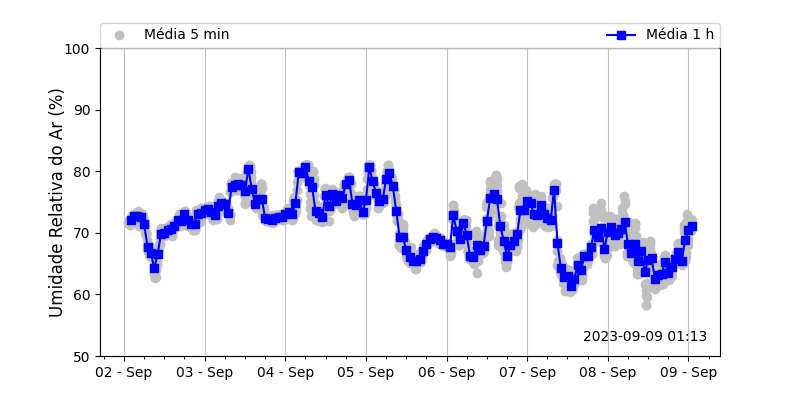 Média 5 min
Média 1 h
Umidade Relativa do Ar (%)
100
90
80
70
60
50
2023-09-09 01:13
02 - Sep
03 - Sep
04 - Sep
05 - Sep
06 - Sep
07 - Sep
08 - Sep
09 - Sep